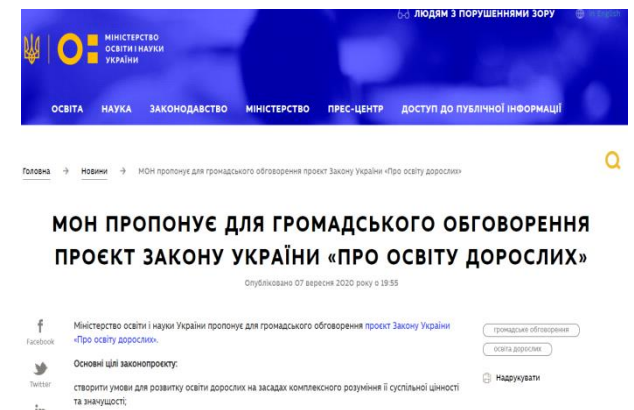 ЛЮДЯМ З ПОРУШЕННЯМИ ЗОРУ
In English
МІНІСТЕРСТВО
ОСВІТИ І НАУКИ
УКРАЇНИ
ОСВІТА НАУКА ЗАКОНОДАВСТВО МІНІСТЕРСТВО ПРЕС-ЦЕНТР ДОСТУП ДО ПУБЛІЧНОЇ ІНФОРМАЦІЇ
Головна → Новини → МОН пропонує для громадського обговорення проєкт Закону України «Про освіту дорослих»
МОН ПРОПОНУЄ ДЛЯ ГРОМАДСЬКОГО ОБГОВОРЕННЯ
ПРОЄКТ ЗАКОНУ УКРАЇНИ «ПРО ОСВІТУ ДОРОСЛИХ»
Опубліковано 07 вересня 2020 року о 19:55
Facebook
Twitter
in
Міністерство освіти і науки України пропонує для громадського обговорення проєкт Закону України
«Про освіту дорослих».
Основні цілі законопроєкту:
створити умови для розвитку освіти дорослих на засадах комплексного розуміння її суспільної цінності
та значущості;
громадське обговорення
освіта дорослих
Надрукувати